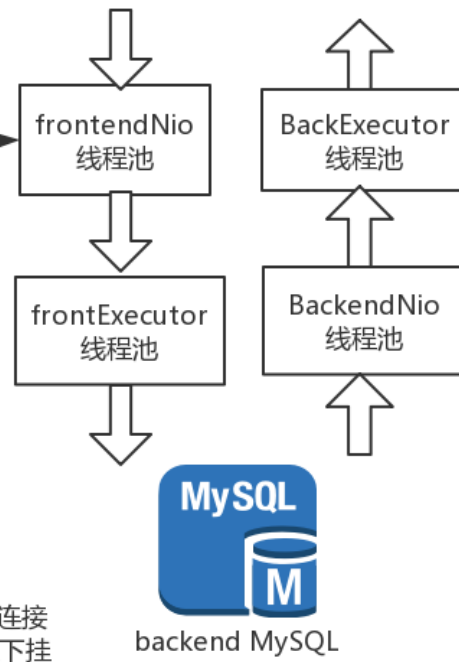 frontendNio
线程池
BackExecutor
线程池
frontExecutor
线程池
BackendNio
线程池
MySQL
M
连接
下挂
backend MySQL